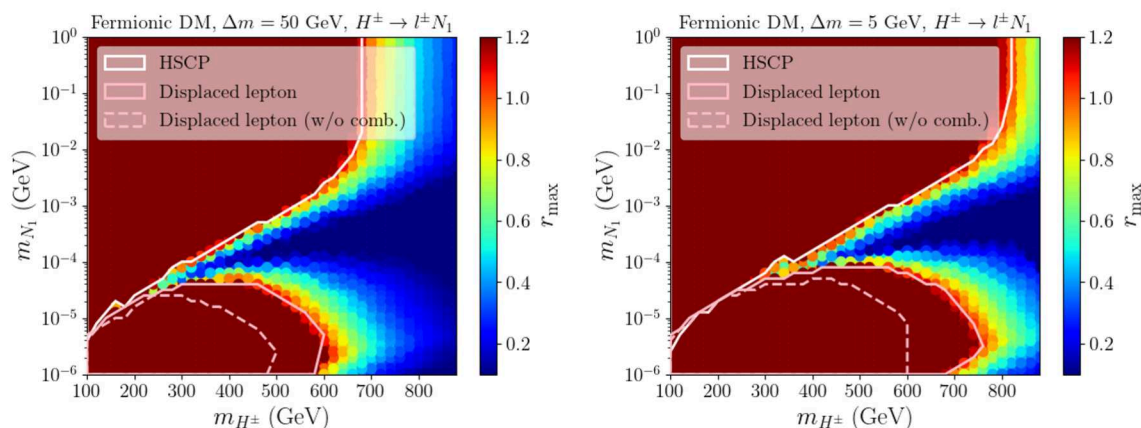 Fermionic DM, Δm = 50 GeV, H± → l±N₁
10⁰
10⁻¹
10⁻²
10⁻³
10⁻⁴
10⁻⁵
10⁻⁶
m_N₁ (GeV)
HSCP
Displaced lepton
Displaced lepton (w/o comb.)
100 200 300 400 500 600 700 800
m_H± (GeV)
1.2
1.0
0.8
0.6
0.4
0.2
r_max
Fermionic DM, Δm = 5 GeV, H± → l±N₁
10⁰
10⁻¹
10⁻²
10⁻³
10⁻⁴
10⁻⁵
10⁻⁶
m_N₁ (GeV)
HSCP
Displaced lepton
Displaced lepton (w/o comb.)
100 200 300 400 500 600 700 800
m_H± (GeV)
1.2
1.0
0.8
0.6
0.4
0.2
r_max